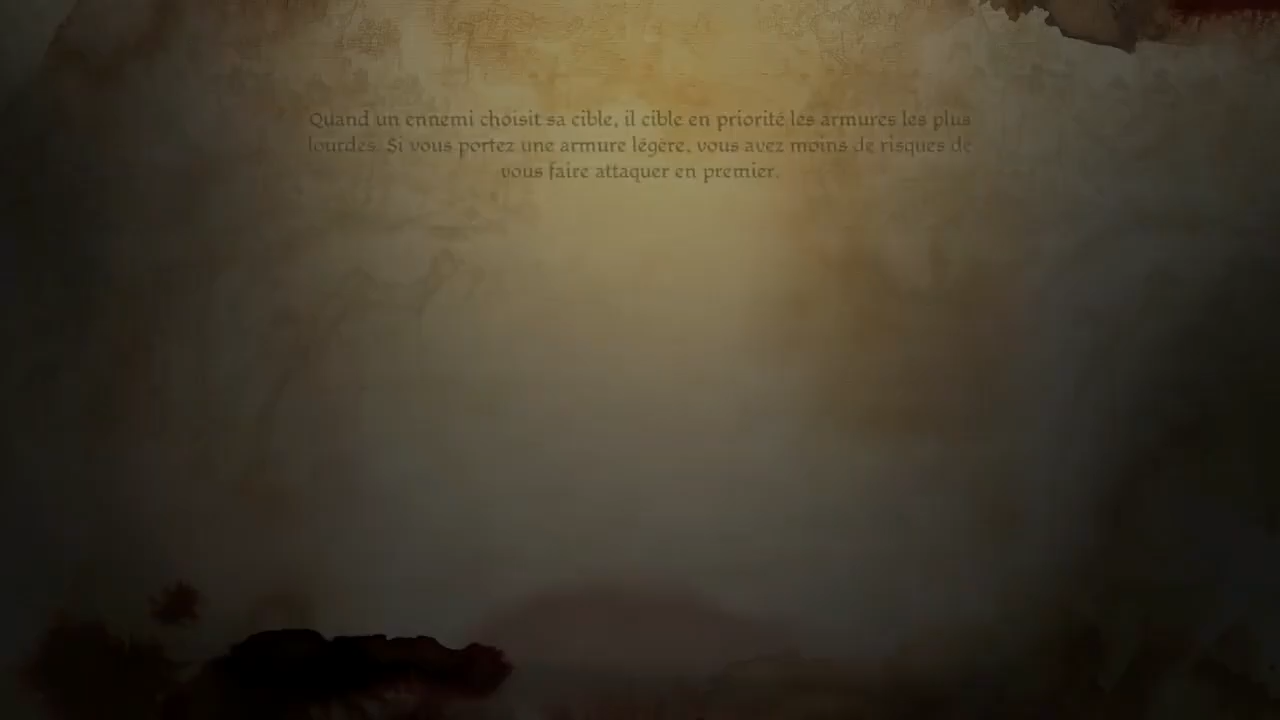 Quand un ennemi choisit sa cible, il cible en priorité les armures les plus
lourdes. Si vous portez une armure légère, vous avez moins de risques de
vous faire attaquer en premier.